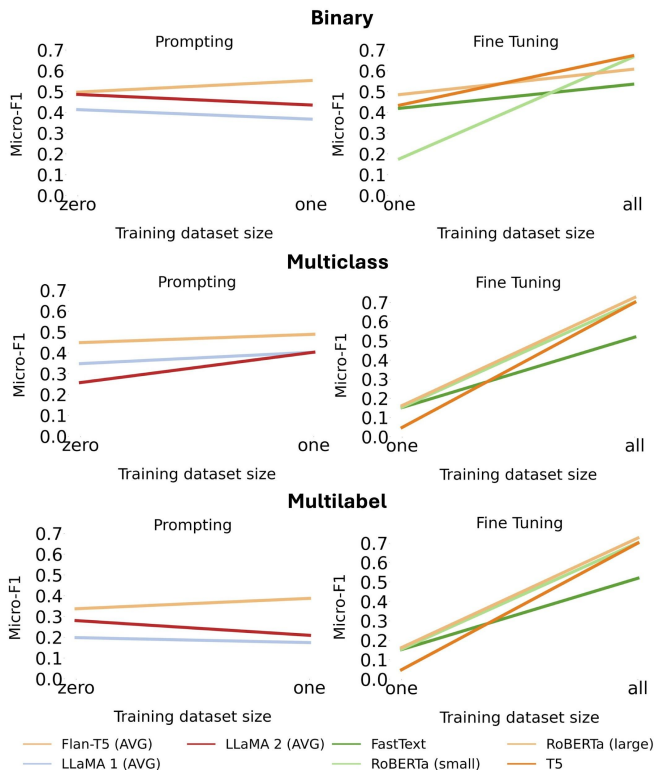 Binary
Prompting
Fine Tuning
0.7
0.6
0.5
0.4
0.3
0.2
0.1
0.0
Micro-F1
zero
one
Training dataset size
0.7
0.6
0.5
0.4
0.3
0.2
0.1
0.0
Micro-F1
one
all
Training dataset size
Multiclass
Prompting
Fine Tuning
0.7
0.6
0.5
0.4
0.3
0.2
0.1
0.0
Micro-F1
zero
one
Training dataset size
0.7
0.6
0.5
0.4
0.3
0.2
0.1
0.0
Micro-F1
one
all
Training dataset size
Multilabel
Prompting
Fine Tuning
0.7
0.6
0.5
0.4
0.3
0.2
0.1
0.0
Micro-F1
zero
one
Training dataset size
0.7
0.6
0.5
0.4
0.3
0.2
0.1
0.0
Micro-F1
one
all
Training dataset size
Flan-T5 (AVG)
LLaMA 2 (AVG)
FastText
RoBERTa (large)
LLaMA 1 (AVG)
RoBERTa (small)
T5